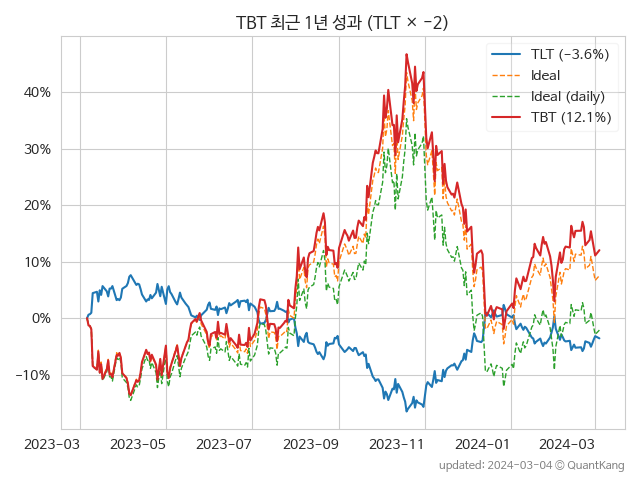 TBT 최근 1년 성과 (TLT × −2)
TLT (−3.6%)
Ideal
Ideal (daily)
TBT (12.1%)
40%
30%
20%
10%
0%
−10%
2023−03 2023−05 2023−07 2023−09 2023−11 2024−01 2024−03
updated: 2024−03−04 © QuantKang